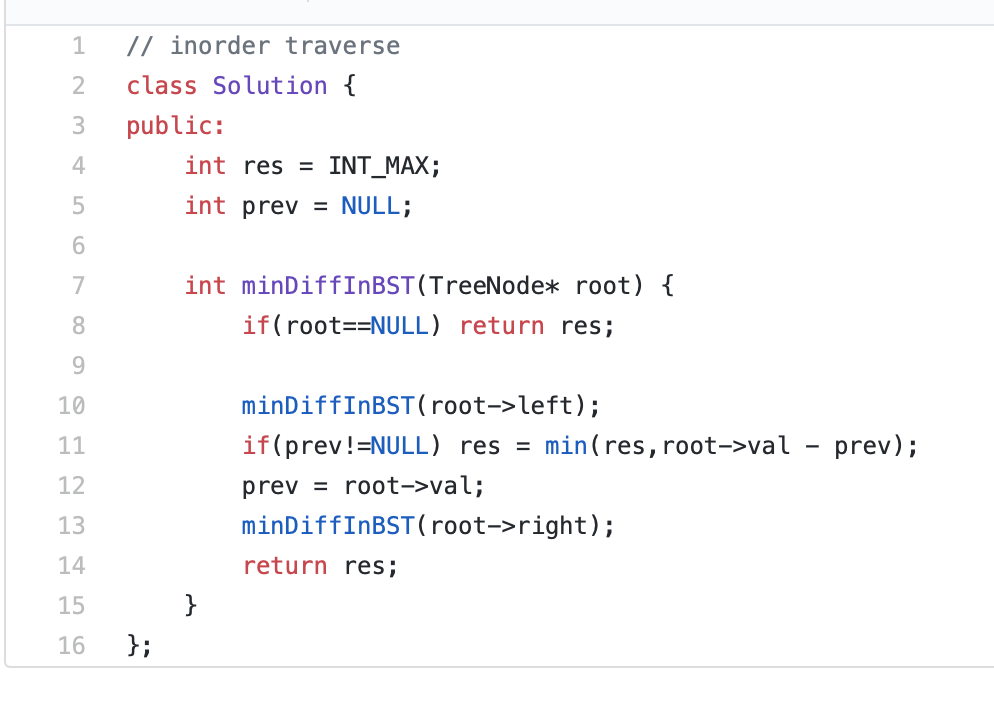 1 // inorder traverse
2 class Solution {
3 public:
4     int res = INT_MAX;
5     int prev = NULL;
6
7     int minDiffInBST(TreeNode* root) {
8         if(root==NULL) return res;
9
10         minDiffInBST(root->left);
11         if(prev!=NULL) res = min(res,root->val - prev);
12         prev = root->val;
13         minDiffInBST(root->right);
14         return res;
15     }
16 };